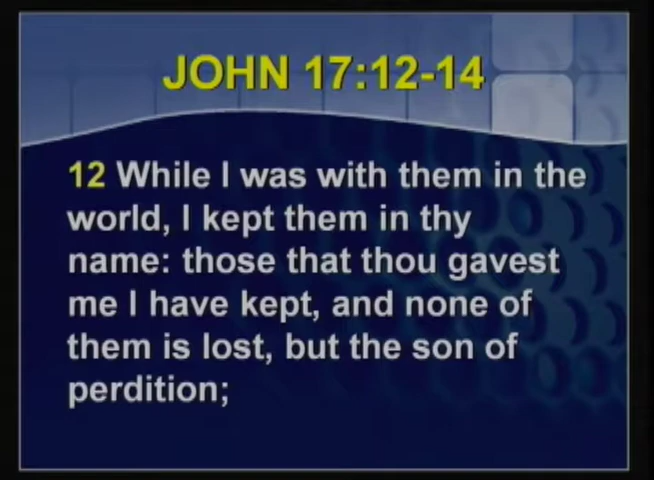 JOHN 17:12-14
12 While I was with them in the
world, I kept them in thy
name: those that thou gavest
me I have kept, and none of
them is lost, but the son of
perdition;